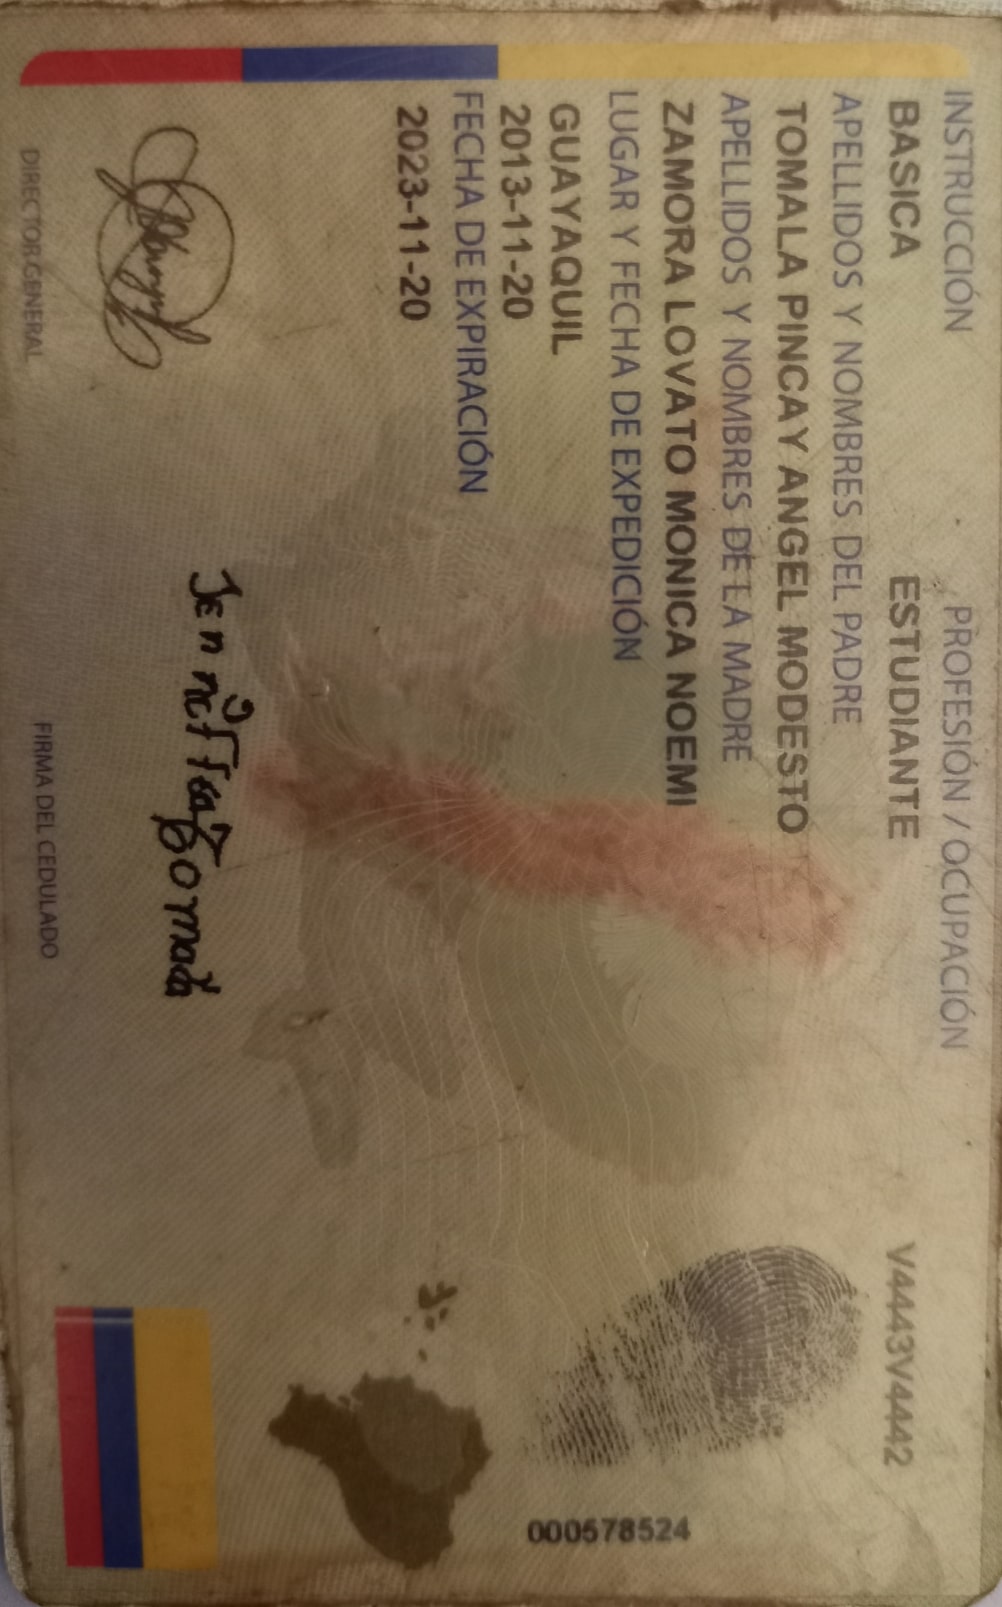 INSTRUCCIÓN
BASICA
PROFESIÓN / OCUPACIÓN
ESTUDIANTE
V4443V4442
APELLIDOS Y NOMBRES DEL PADRE
TOMALA PINCAY ANGEL MODESTO
APELLIDOS Y NOMBRES DE LA MADRE
ZAMORA LOVATO MONICA NOEMI
LUGAR Y FECHA DE EXPEDICIÓN
GUAYAQUIL
2013-11-20
FECHA DE EXPIRACIÓN
2023-11-20
000578524
DIRECTOR GENERAL
FIRMA DEL CEDULADO